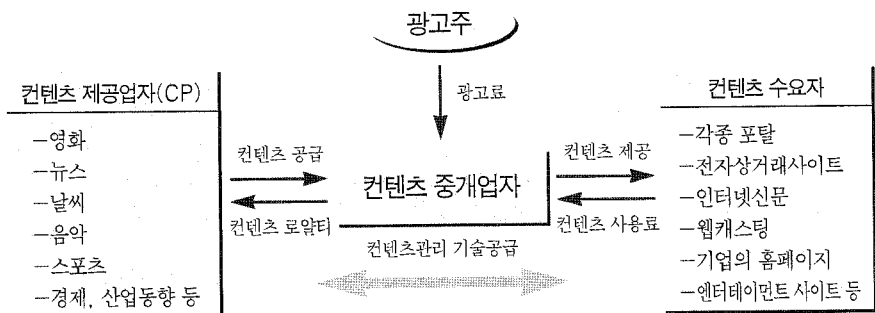 광고주
광고료
컨텐츠 제공업자(CP)
—영화
—뉴스
—날씨
—음악
—스포츠
—경제, 산업동향 등
컨텐츠 공급
컨텐츠 로얄티
컨텐츠 중개업자
컨텐츠관리 기술공급
컨텐츠 제공
컨텐츠 사용료
컨텐츠 수요자
—각종 포탈
—전자상거래사이트
—인터넷신문
—웹캐스팅
—기업의 홈페이지
—엔터테이먼트 사이트 등